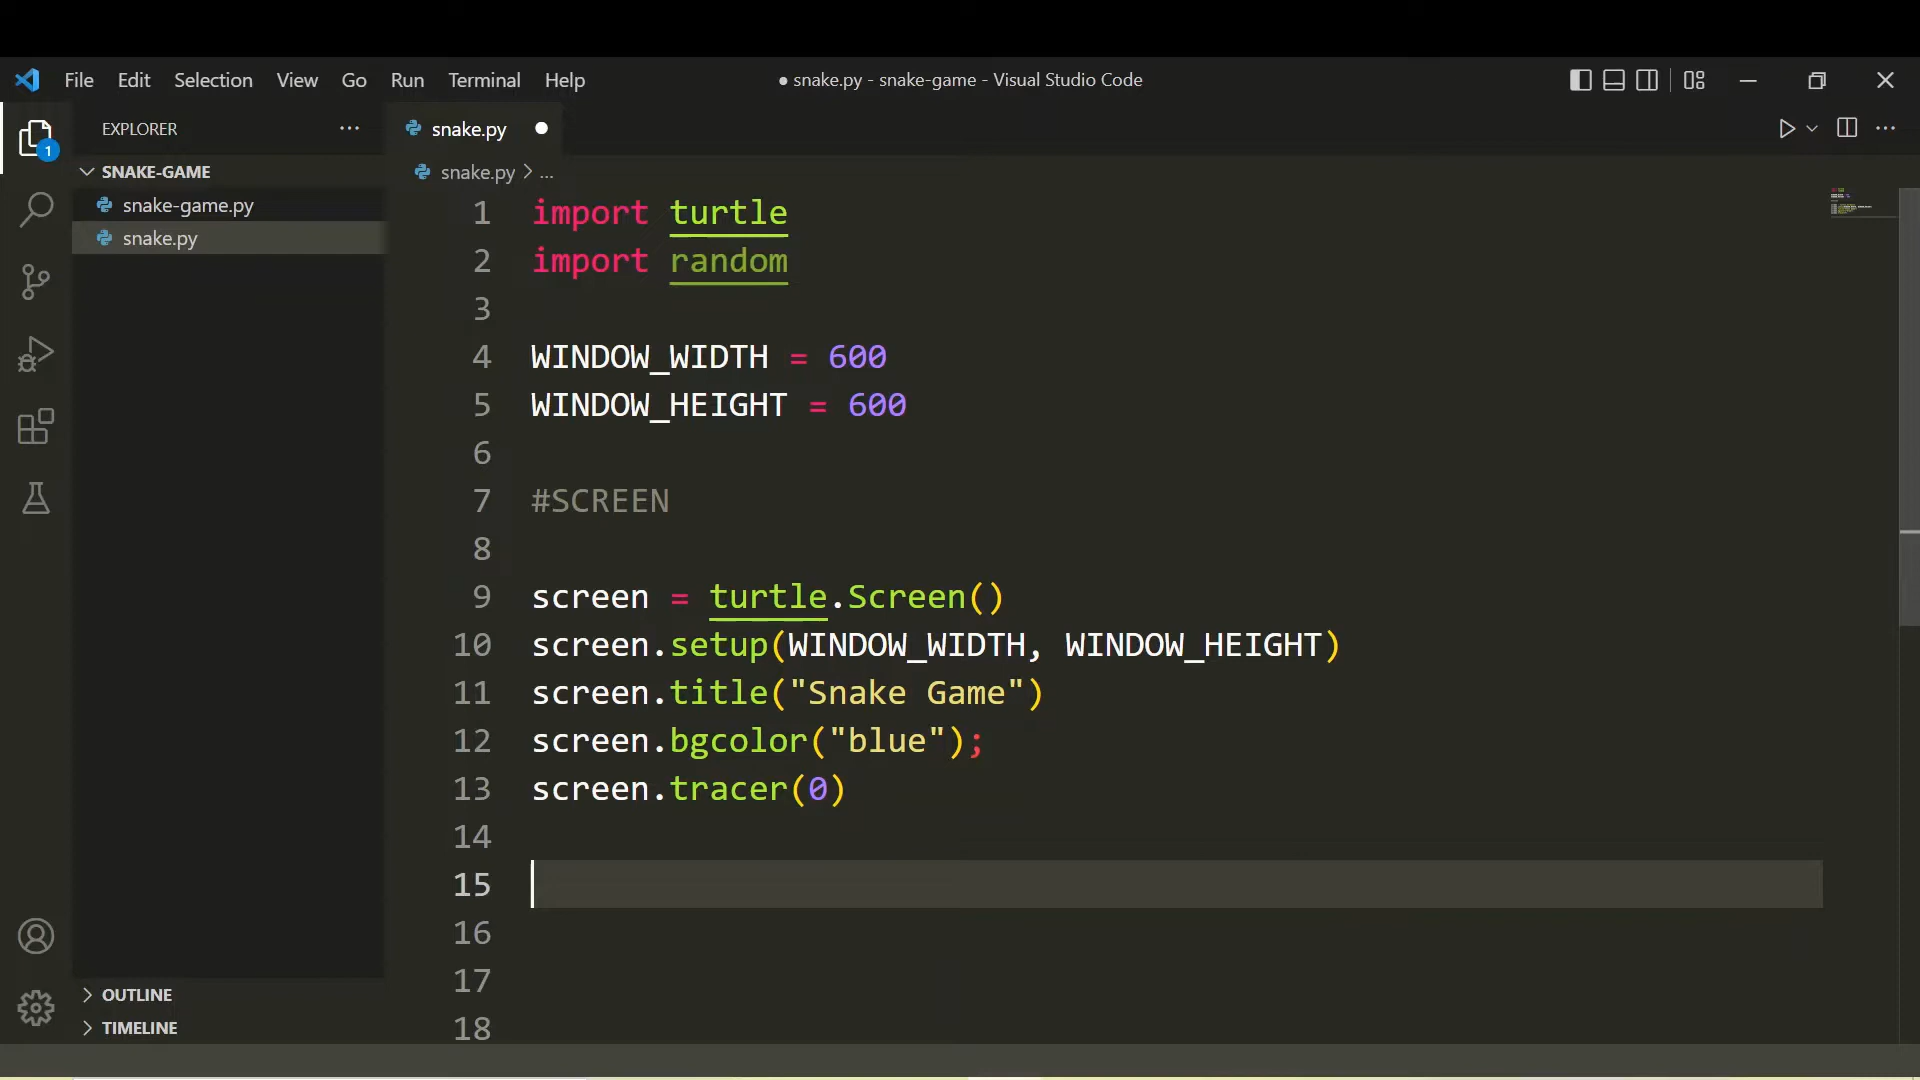 File Edit Selection View Go Run Terminal Help
● snake.py - snake-game - Visual Studio Code
EXPLORER
snake.py
1
SNAKE-GAME
snake.py > ...
snake-game.py
snake.py
1 import turtle
2 import random
3
4 WINDOW_WIDTH = 600
5 WINDOW_HEIGHT = 600
6
7 #SCREEN
8
9 screen = turtle.Screen()
10 screen.setup(WINDOW_WIDTH, WINDOW_HEIGHT)
11 screen.title("Snake Game")
12 screen.bgcolor("blue");
13 screen.tracer(0)
14
15
16
17
18
OUTLINE
TIMELINE